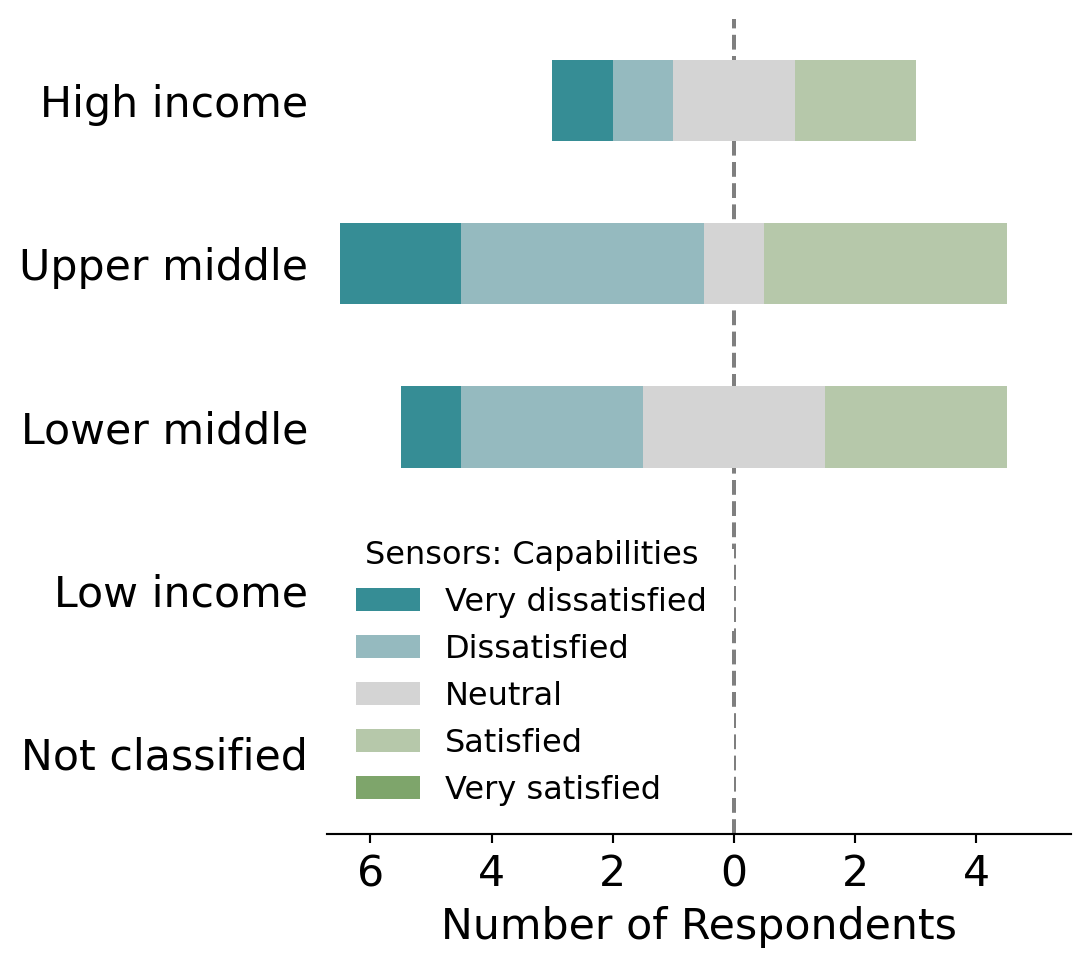 High income
Upper middle
Lower middle
Low income
Not classified
Sensors: Capabilities
Very dissatisfied
Dissatisfied
Neutral
Satisfied
Very satisfied
6 4 2 0 2 4
Number of Respondents